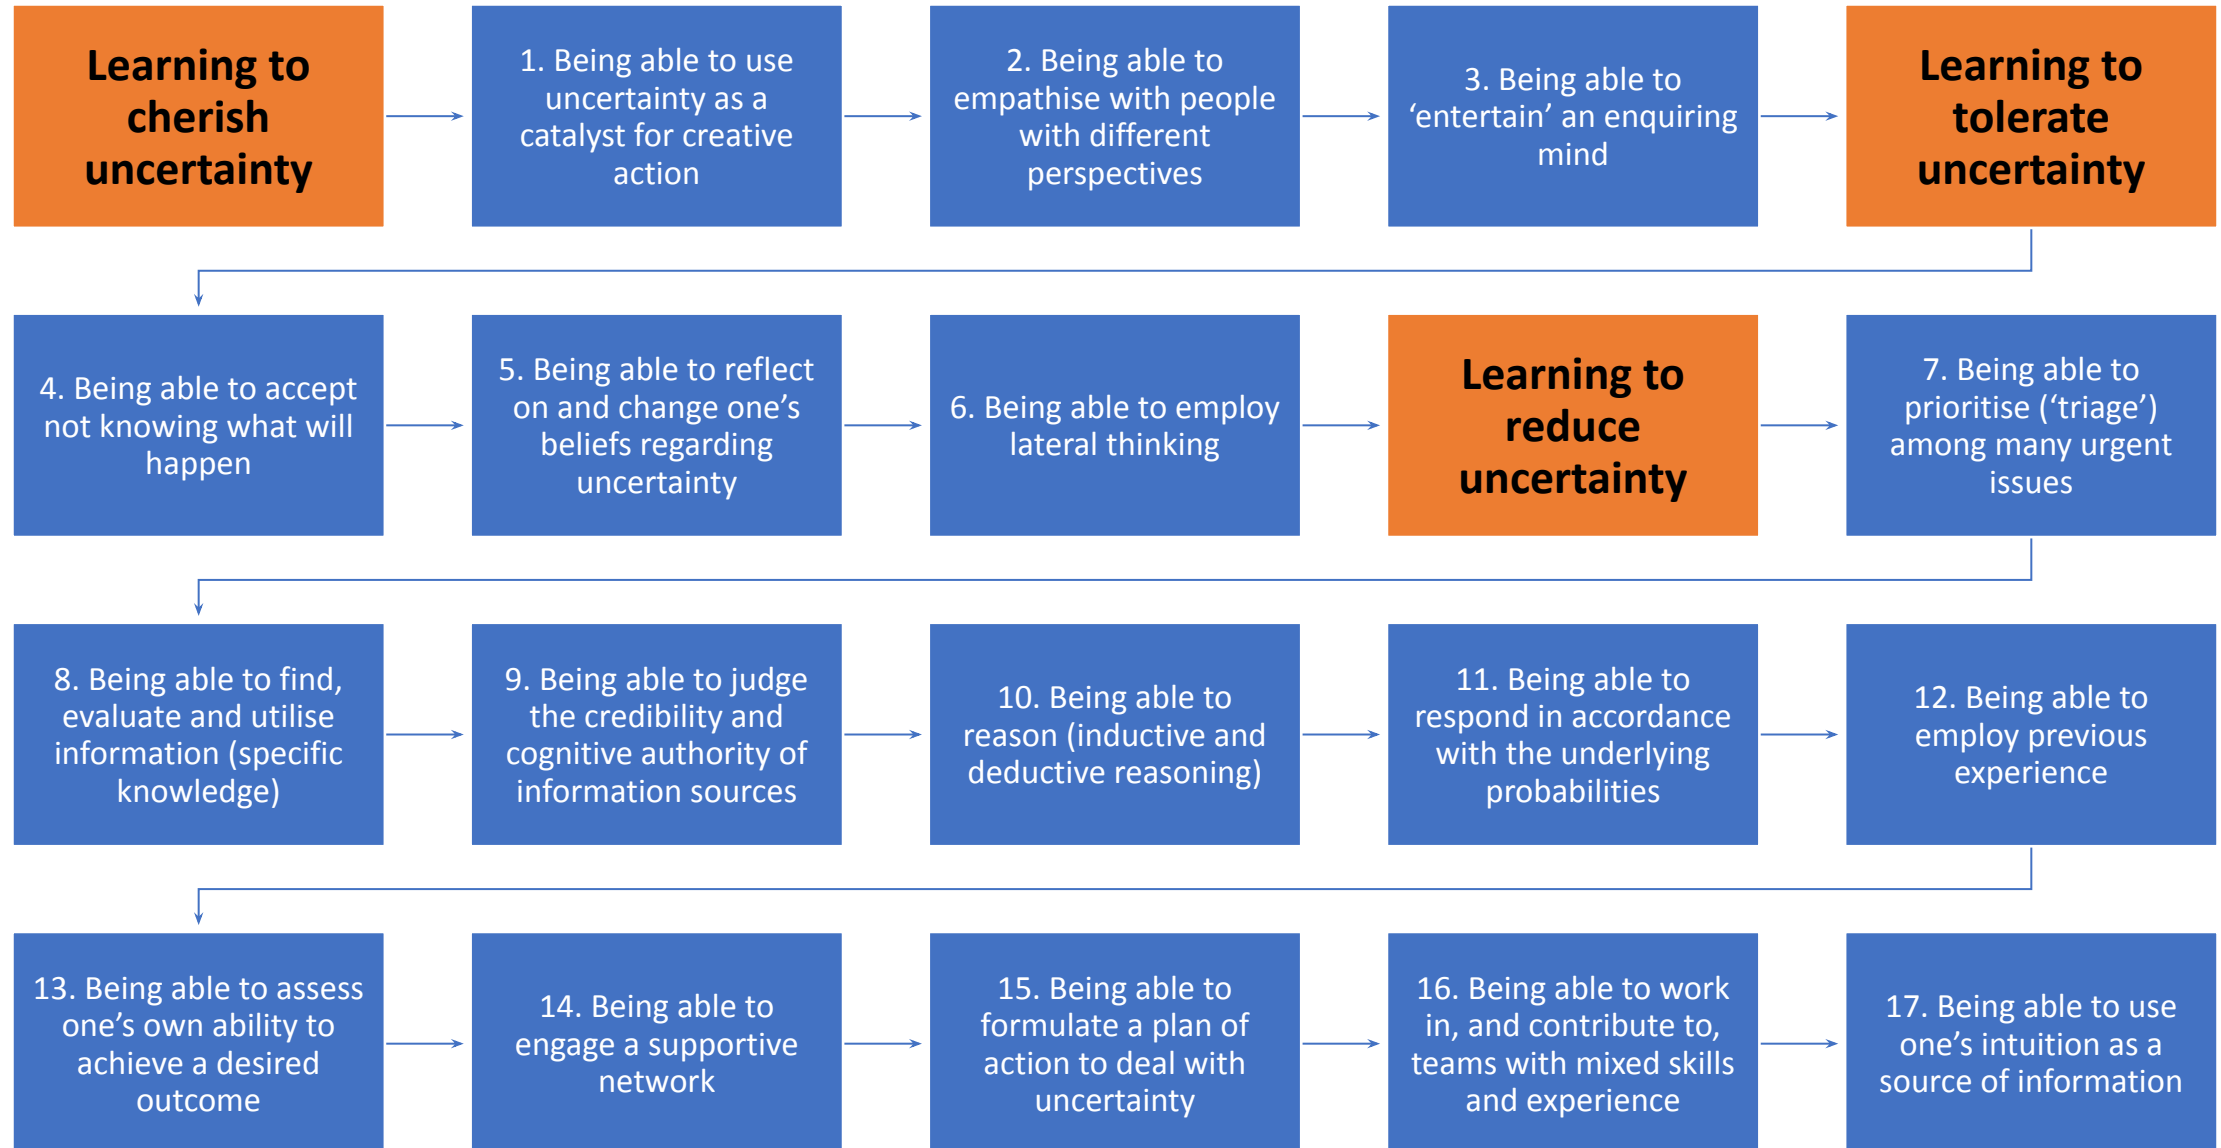 Learning to
cherish
uncertainty
1. Being able to use
uncertainty as a
catalyst for creative
action
2. Being able to
empathise with people
with different
perspectives
3. Being able to
‘entertain’ an enquiring
mind
Learning to
tolerate
uncertainty
4. Being able to accept
not knowing what will
happen
5. Being able to reflect
on and change one’s
beliefs regarding
uncertainty
6. Being able to employ
lateral thinking
Learning to
reduce
uncertainty
7. Being able to
prioritise (‘triage’)
among many urgent
issues
8. Being able to find,
evaluate and utilise
information (specific
knowledge)
9. Being able to judge
the credibility and
cognitive authority of
information sources
10. Being able to
reason (inductive and
deductive reasoning)
11. Being able to
respond in accordance
with the underlying
probabilities
12. Being able to
employ previous
experience
13. Being able to assess
one’s own ability to
achieve a desired
outcome
14. Being able to
engage a supportive
network
15. Being able to
formulate a plan of
action to deal with
uncertainty
16. Being able to work
in, and contribute to,
teams with mixed skills
and experience
17. Being able to use
one’s intuition as a
source of information